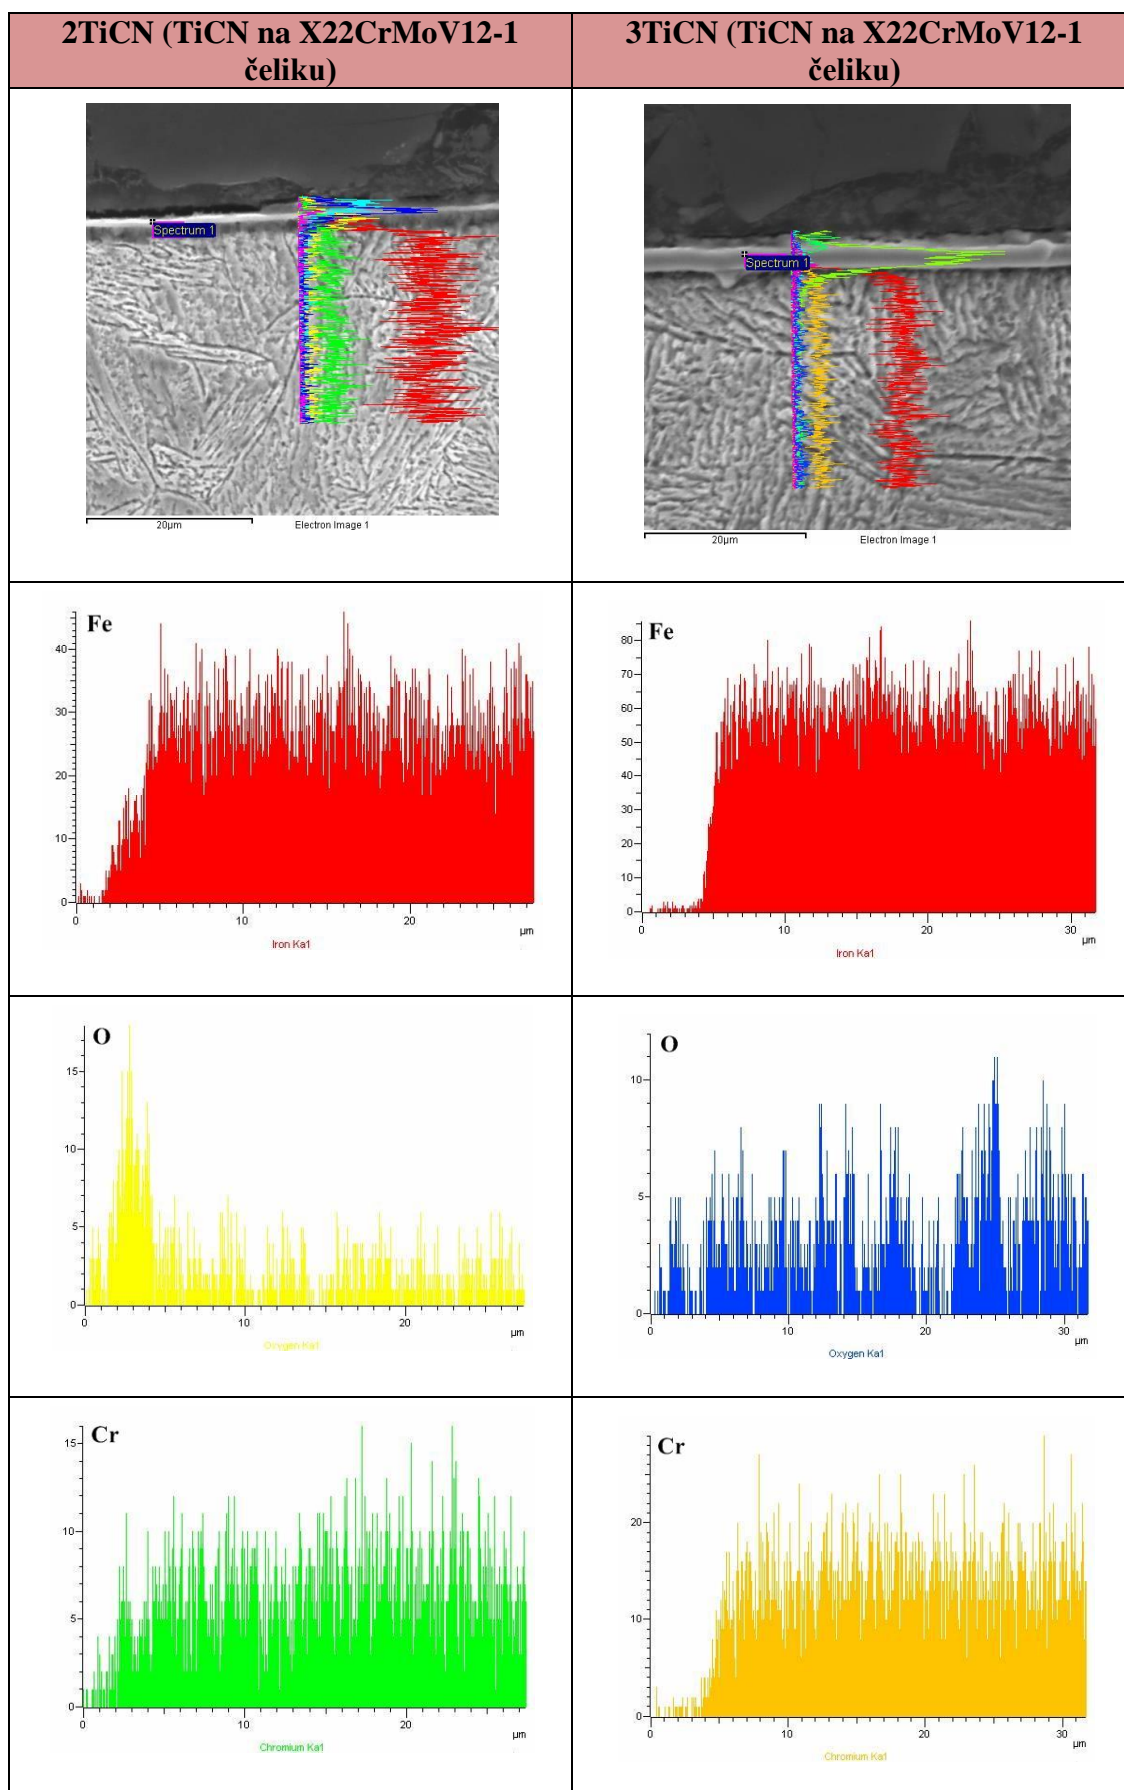 2TiCN (TiCN na X22CrMoV12-1
čeliku)
3TiCN (TiCN na X22CrMoV12-1
čeliku)
Spectrum 1
20µm
Electron Image 1
Spectrum 1
20µm
Electron Image 1
Fe
40
30
20
10
0
0
10
20
µm
Iron Ka1
Fe
80
70
60
50
40
30
20
10
0
0
10
20
30
µm
Iron Ka1
O
15
10
5
0
0
10
20
µm
Oxygen Ka1
O
10
5
0
0
10
20
30
µm
Oxygen Ka1
Cr
15
10
5
0
0
10
20
µm
Chromium Ka1
Cr
20
10
0
0
10
20
30
µm
Chromium Ka1